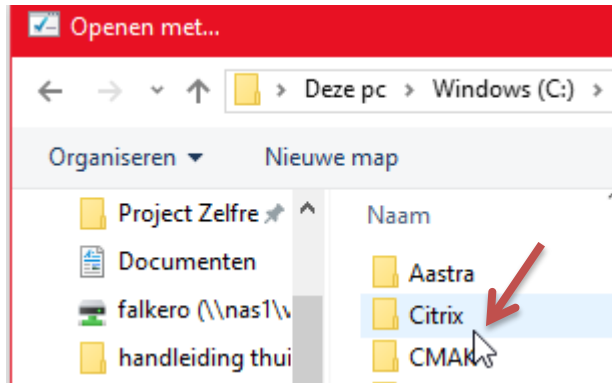 Openen met...
Deze pc > Windows (C:) >
Organiseren Nieuwe map
Project Zelfre
Documenten
falkero (\\nas1\v
handleiding thui
Naam
Aastra
Citrix
CMAK